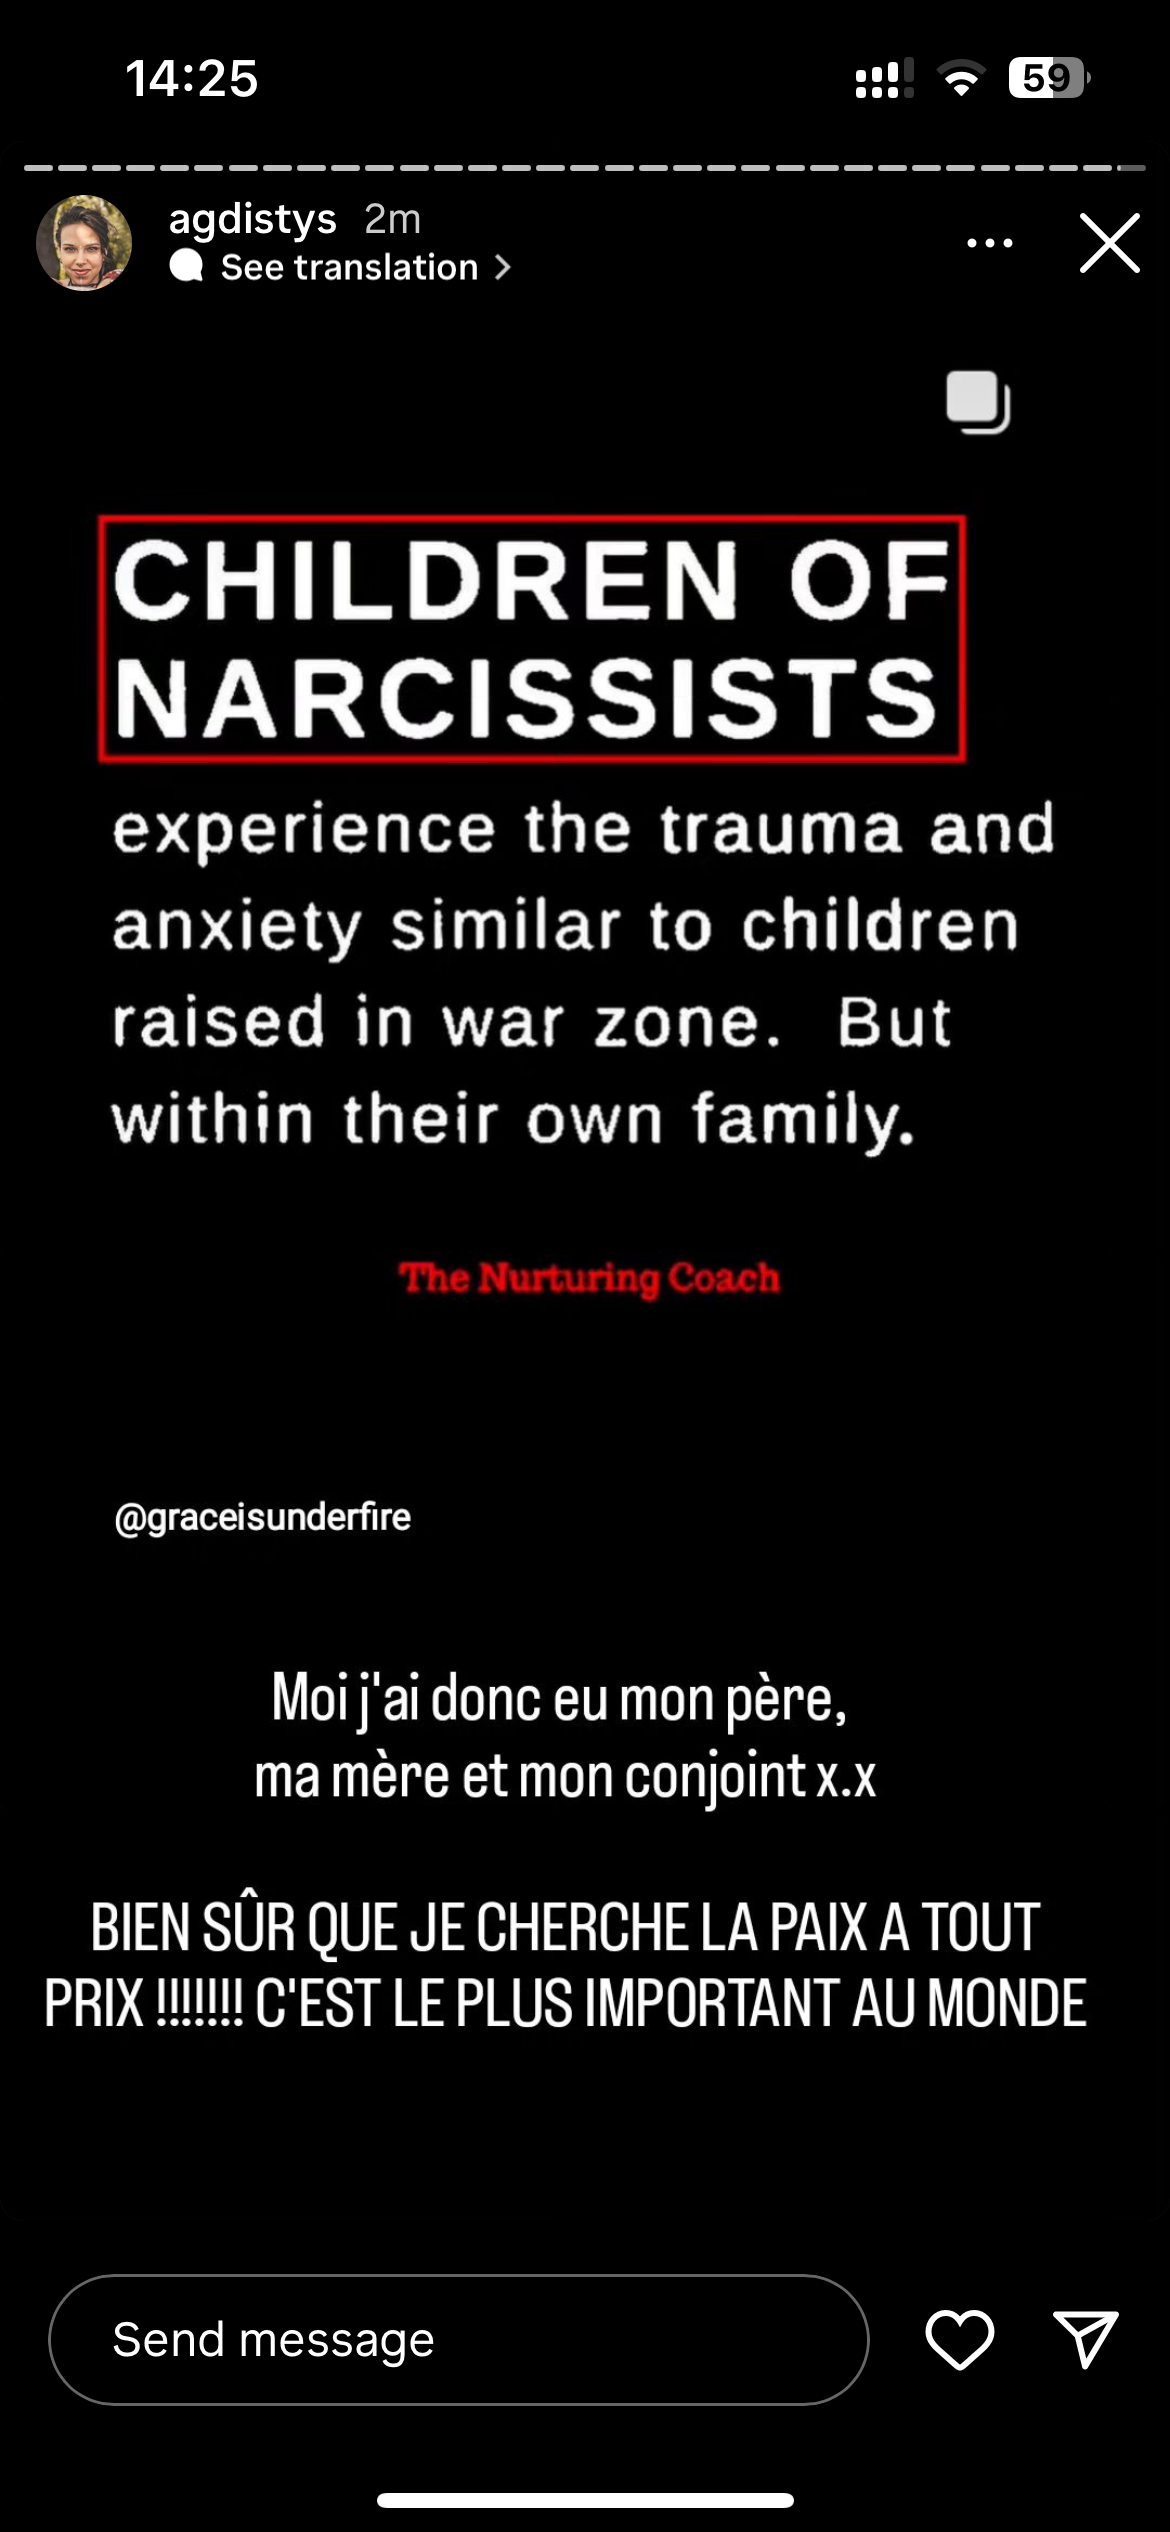 14:25
59
agdistys 2m
See translation
CHILDREN OF
NARCISSISTS
experience the trauma and
anxiety similar to children
raised in war zone. But
within their own family.
The Nurturing Coach
@graceisunderfire
Moi j'ai donc eu mon père,
ma mère et mon conjoint x.x
BIEN SÛR QUE JE CHERCHE LA PAIX A TOUT
PRIX !!!!!!! C'EST LE PLUS IMPORTANT AU MONDE
Send message